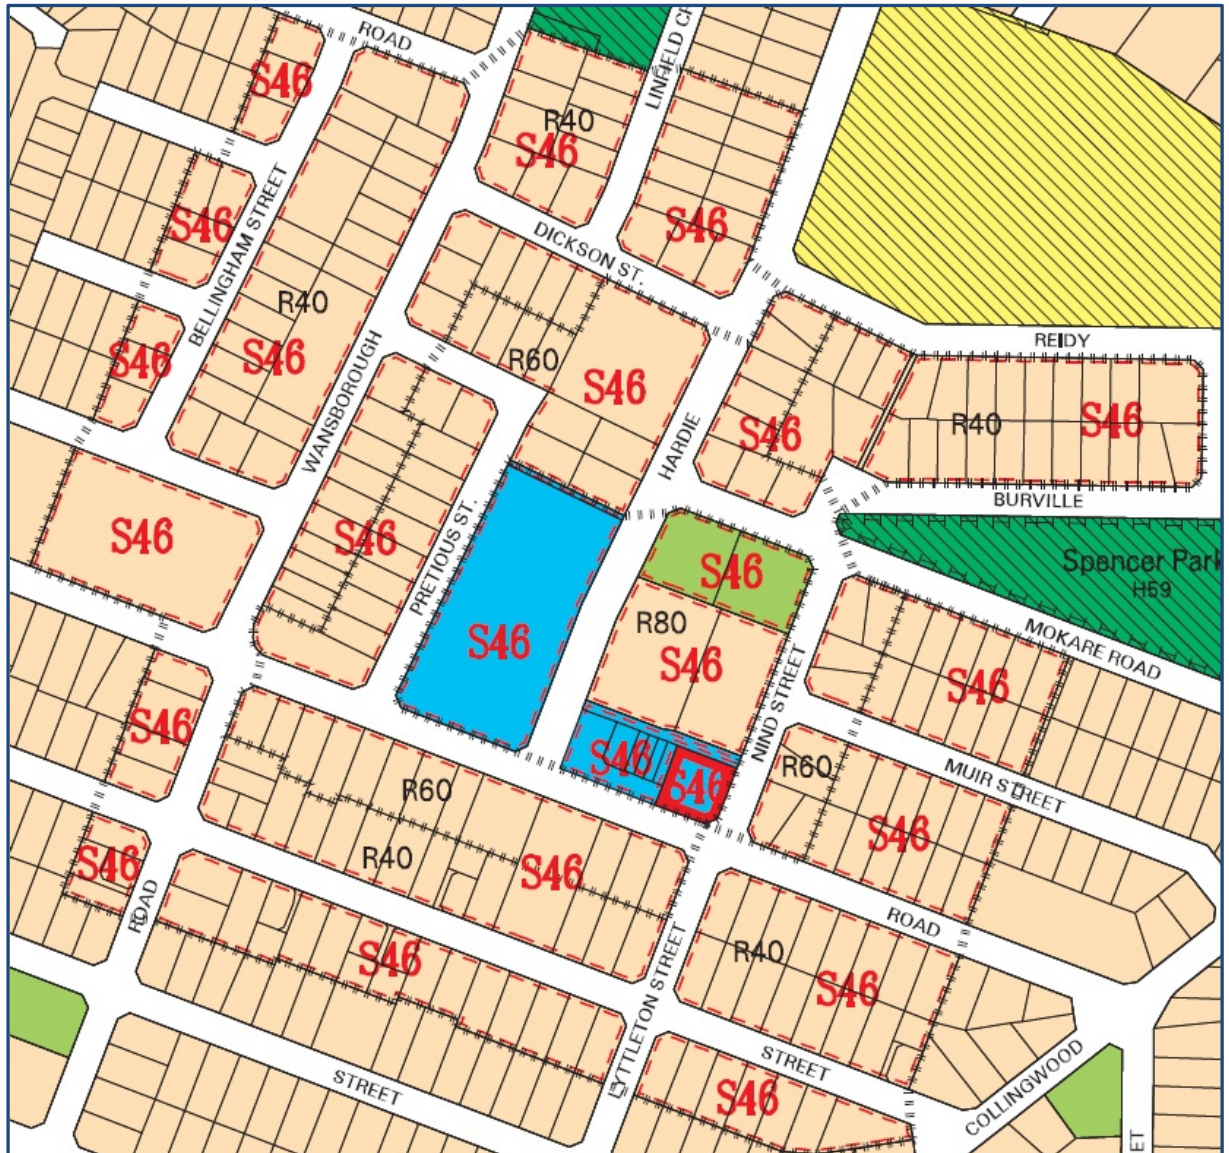 ROAD
LINFIELD CR
S46
R40
S46
S46
S46
BELLINGHAM STREET
DICKSON ST.
R40
S46
S46
WANSBOROUGH
R60
S46
HARDIE
S46
REIDY
R40
S46
BURVILLE
S46
S46
PRETIOUS ST.
S46
S46
Spencer Park
H59
R80
S46
MOKARE ROAD
S46
NIND STREET
S46
S46
S46
R60
MUIR STREET
R60
S46
R40
S46
S46
ROAD
ROAD
S46
R40
S46
LYTTLETON STREET
STREET
STREET
S46
COLLINGWOOD
ET